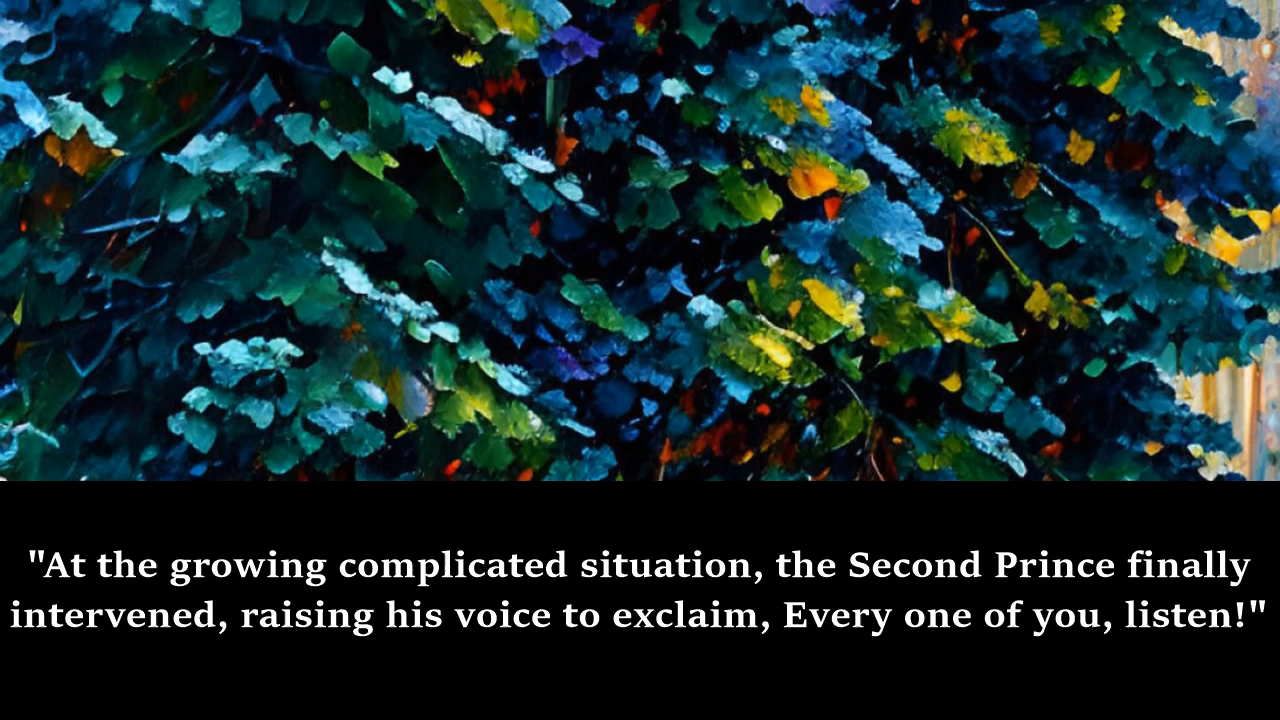 "At the growing complicated situation, the Second Prince finally
intervened, raising his voice to exclaim, Every one of you, listen!"